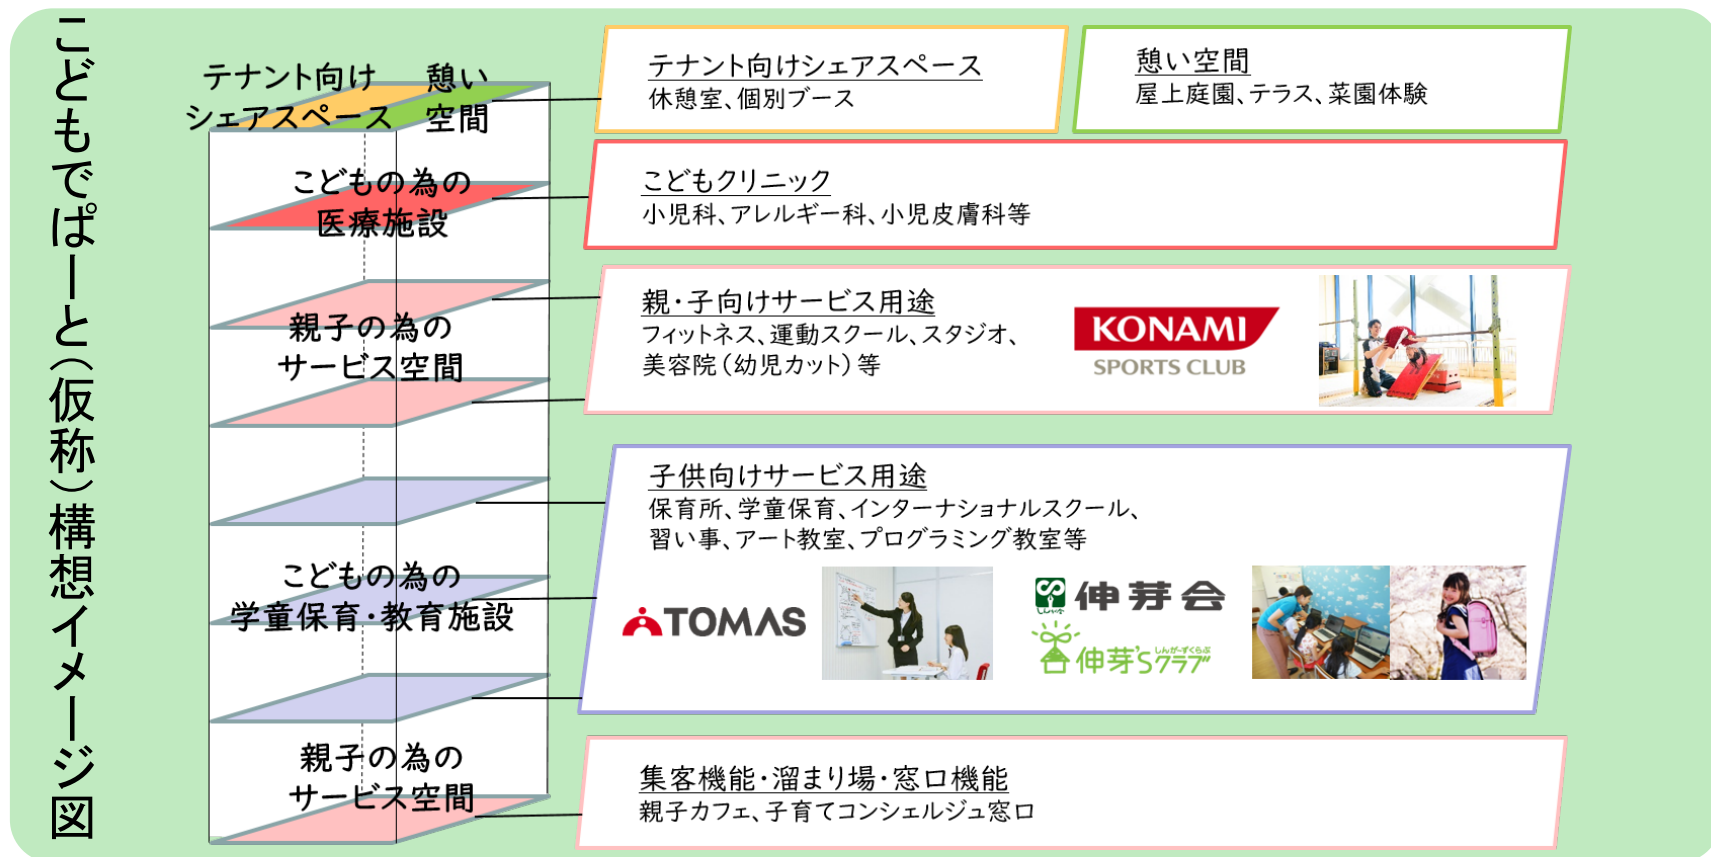 こどもでぱーと（仮称）構想イメージ図
テナント向け
シェアスペース
憩い
空間
テナント向けシェアスペース
休憩室、個別ブース
憩い空間
屋上庭園、テラス、菜園体験
こどもの為の
医療施設
こどもクリニック
小児科、アレルギー科、小児皮膚科等
親子の為の
サービス空間
親・子向けサービス用途
フィットネス、運動スクール、スタジオ、
美容院（幼児カット）等
KONAMI
SPORTS CLUB
こどもの為の
学童保育・教育施設
子供向けサービス用途
保育所、学童保育、インターナショナルスクール、
習い事、アート教室、プログラミング教室等
TOMAS
しんが会
伸芽会
しんが～ずくらぶ
伸芽'Sクラブ
親子の為の
サービス空間
集客機能・溜まり場・窓口機能
親子カフェ、子育てコンシェルジュ窓口